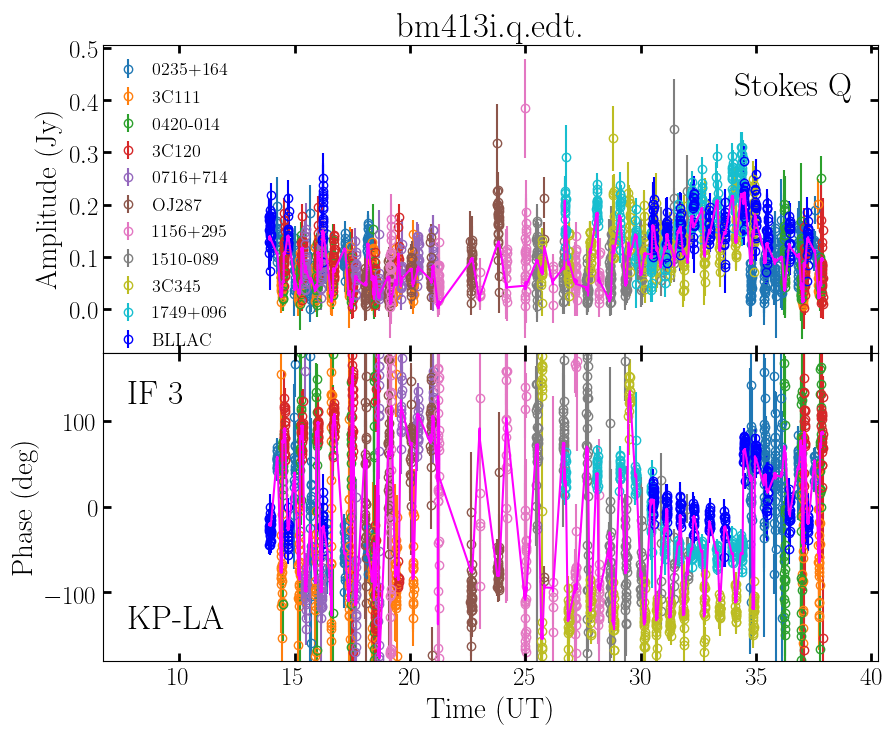 bm413i.q.edt.
0.5
0.4
0.3
0.2
0.1
0.0
Amplitude (Jy)
Stokes Q
0235+164
3C111
0420-014
3C120
0716+714
OJ287
1156+295
1510-089
3C345
1749+096
BLLAC
IF 3
KP-LA
100
0
−100
Phase (deg)
10 15 20 25 30 35 40
Time (UT)